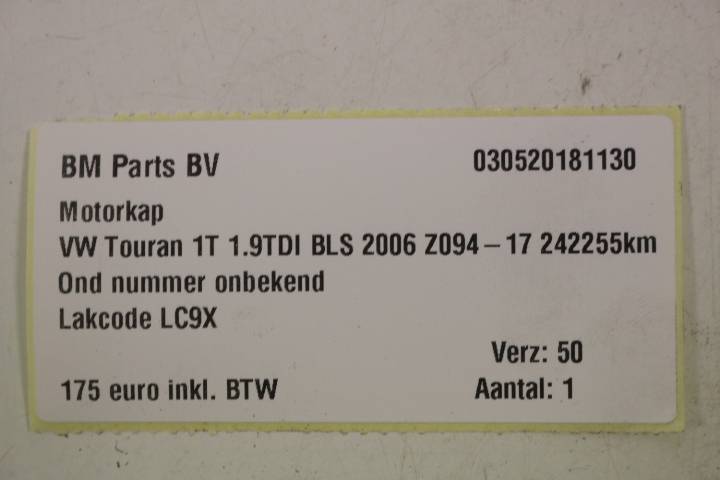 BM Parts BV 030520181130
Motorkap
VW Touran 1T 1.9TDI BLS 2006 Z094-17 242255km
Ond nummer onbekend
Lakcode LC9X
Verz: 50
175 euro inkl. BTW Aantal: 1